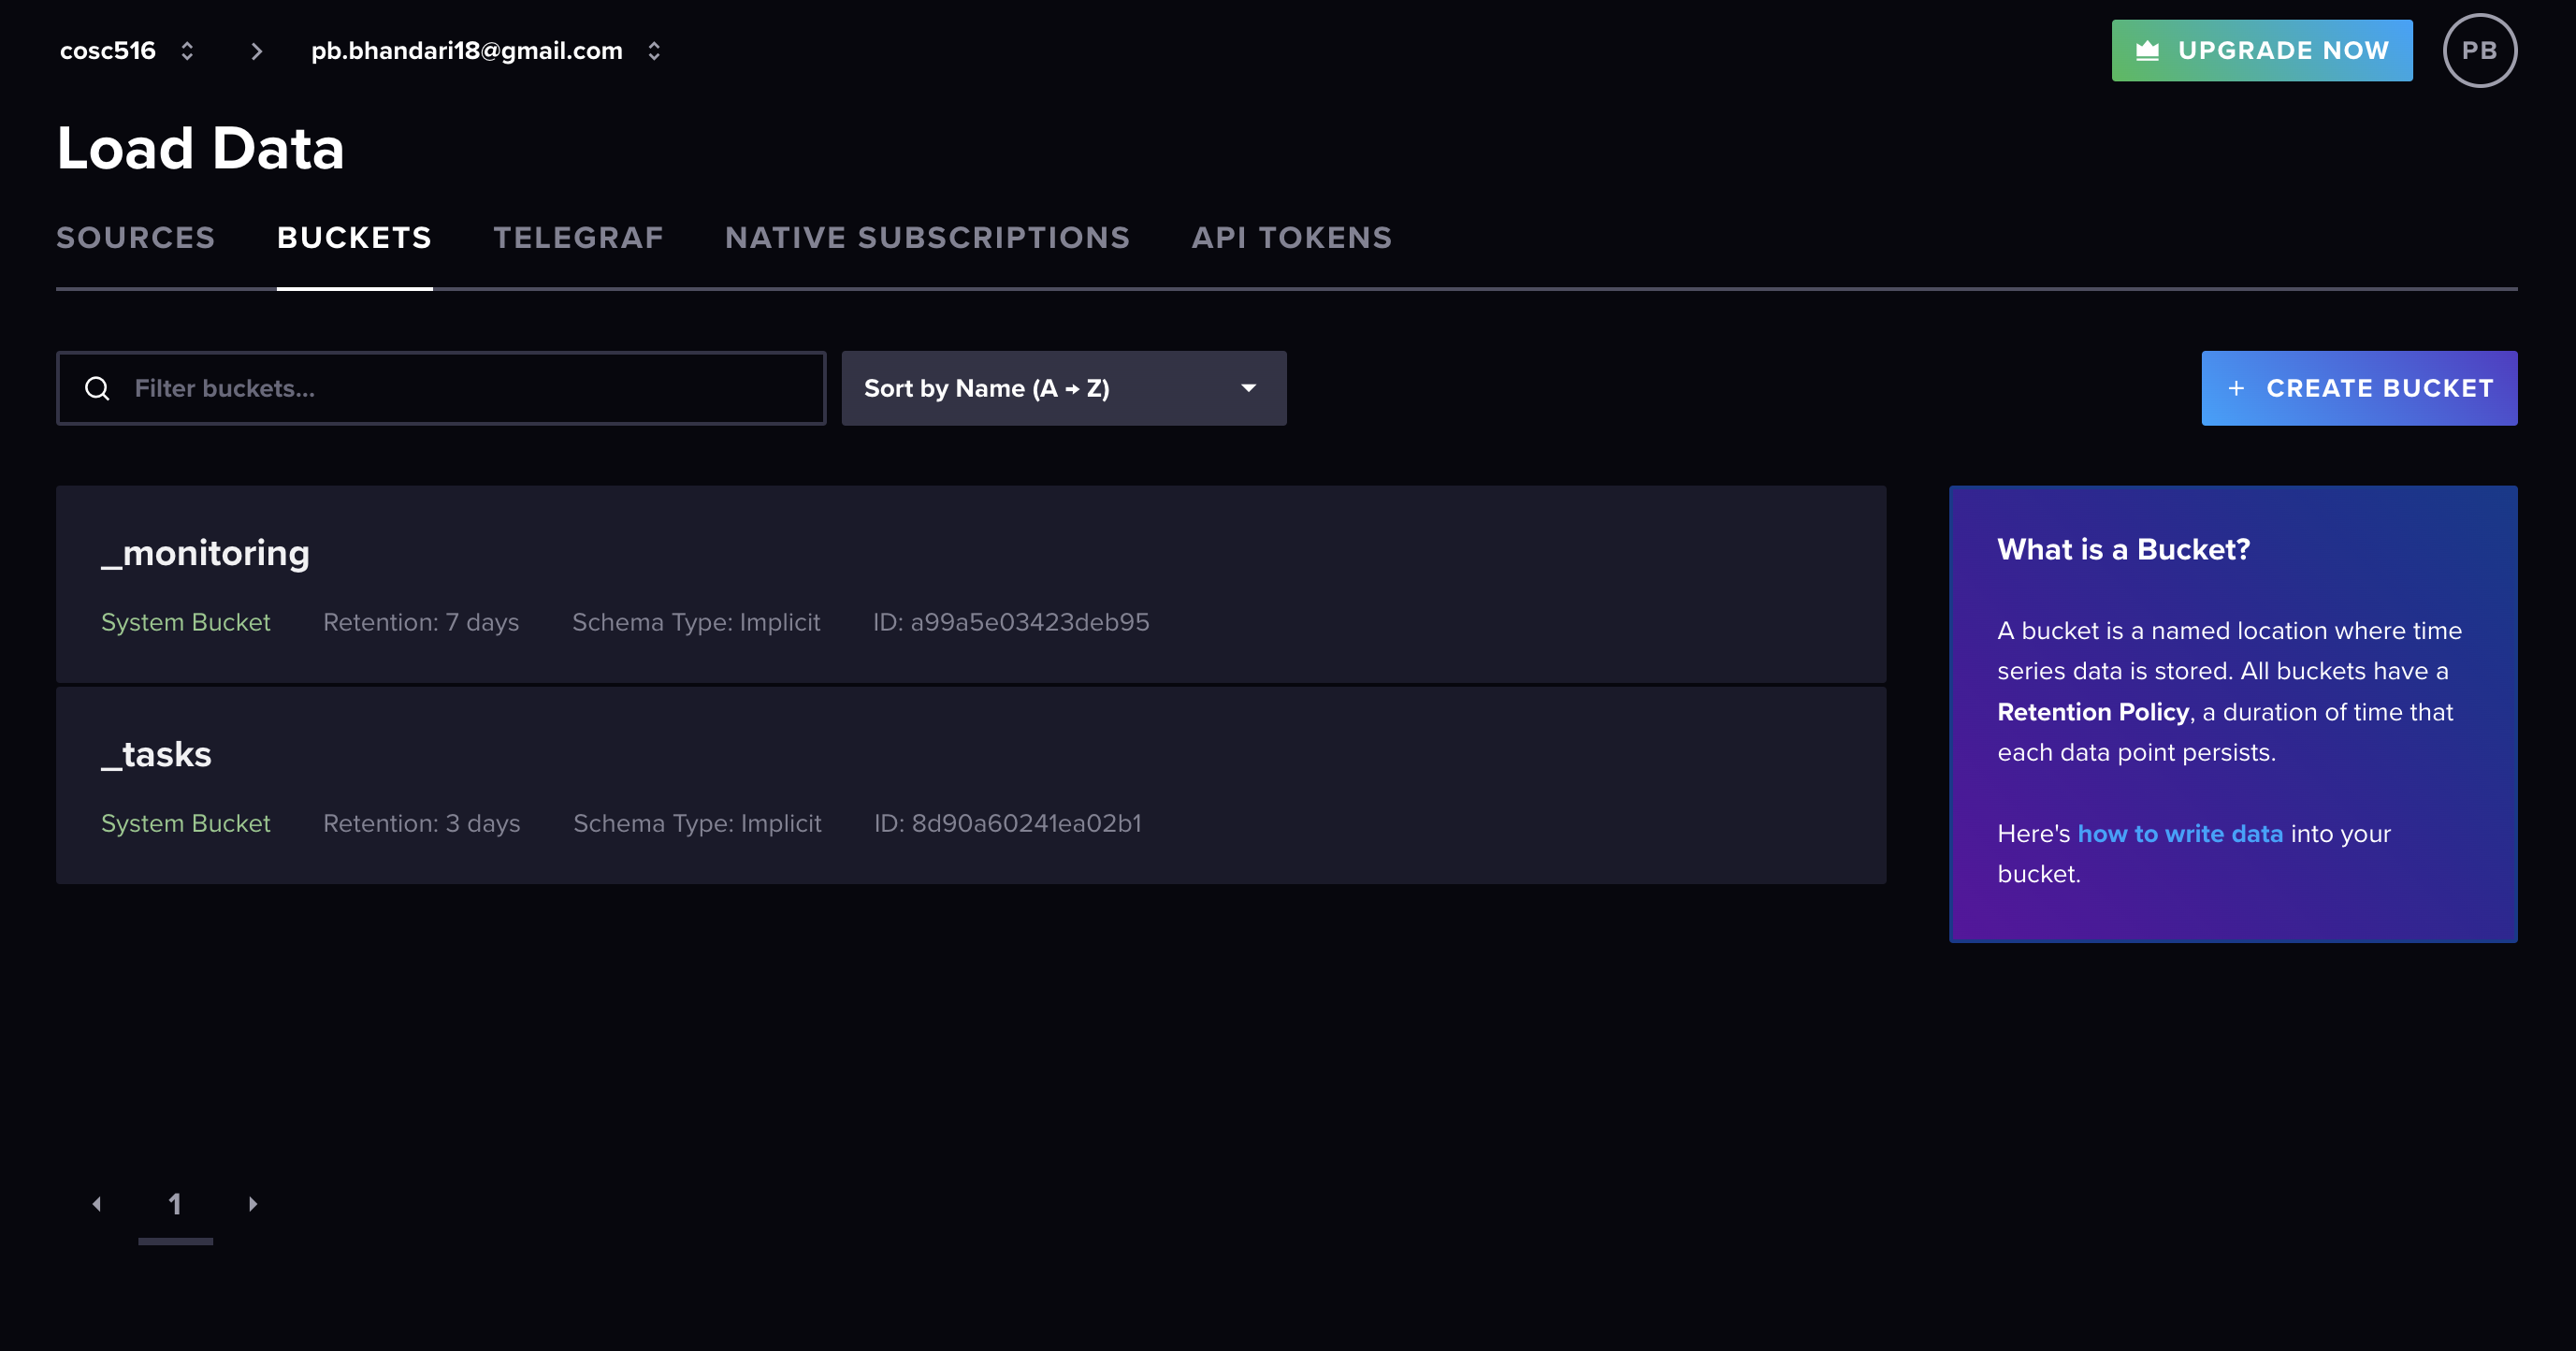 cosc516 pb.bhandari18@gmail.com UPGRADE NOW PB
Load Data
SOURCES BUCKETS TELEGRAF NATIVE SUBSCRIPTIONS API TOKENS
Filter buckets... Sort by Name (A → Z) + CREATE BUCKET
_monitoring
System Bucket Retention: 7 days Schema Type: Implicit ID: a99a5e03423deb95
_tasks
System Bucket Retention: 3 days Schema Type: Implicit ID: 8d90a60241ea02b1
What is a Bucket?
A bucket is a named location where time
series data is stored. All buckets have a
Retention Policy, a duration of time that
each data point persists.
Here's how to write data into your
bucket.
1